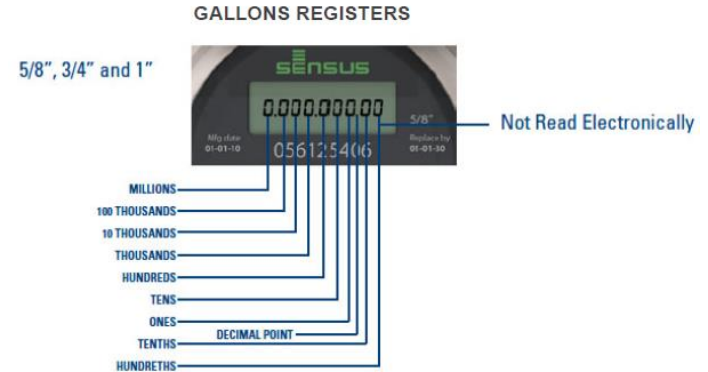 GALLONS REGISTERS
5/8”, 3/4” and 1”
sensus
0.000.000.00
5/8"
Not Read Electronically
Mfg date
01-01-10
056125406
Replace by
01-01-30
MILLIONS
100 THOUSANDS
10 THOUSANDS
THOUSANDS
HUNDREDS
TENS
ONES
DECIMAL POINT
TENTHS
HUNDRETHS